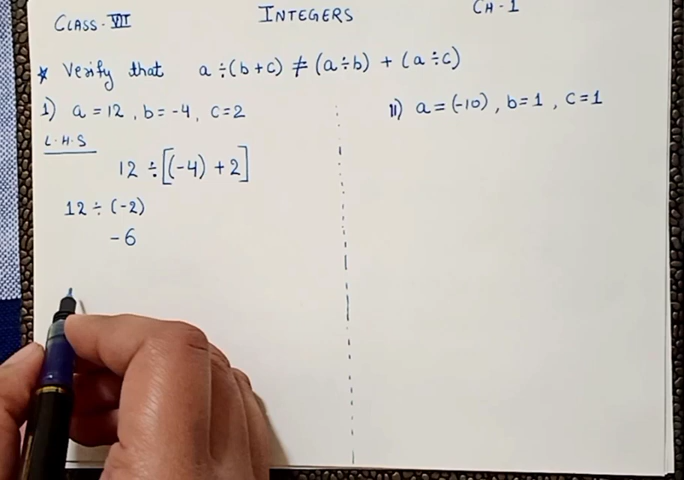 CLASS-VII INTEGERS CH-1
* Verify that a ÷ (b + c) ≠ (a ÷ b) + (a ÷ c)
I) a = 12, b = -4, c = 2
L.H.S
12 ÷ [(-4) + 2]
12 ÷ (-2)
-6
II) a = (-10), b = 1, c = 1